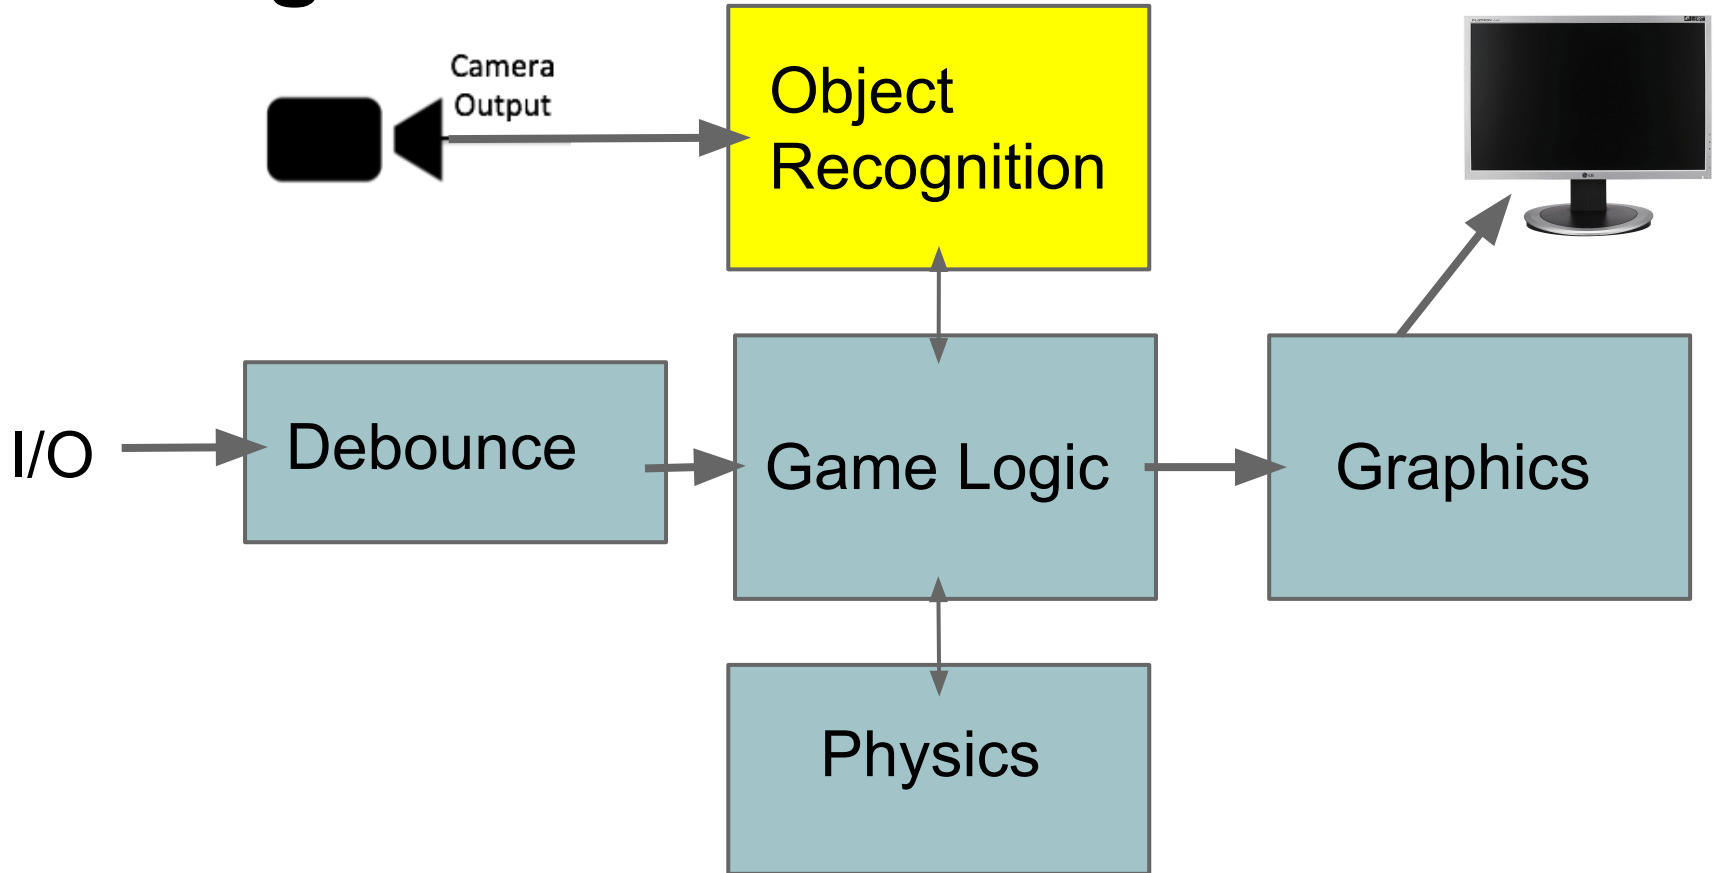 Camera
Output
Object
Recognition
I/O
Debounce
Game Logic
Graphics
Physics